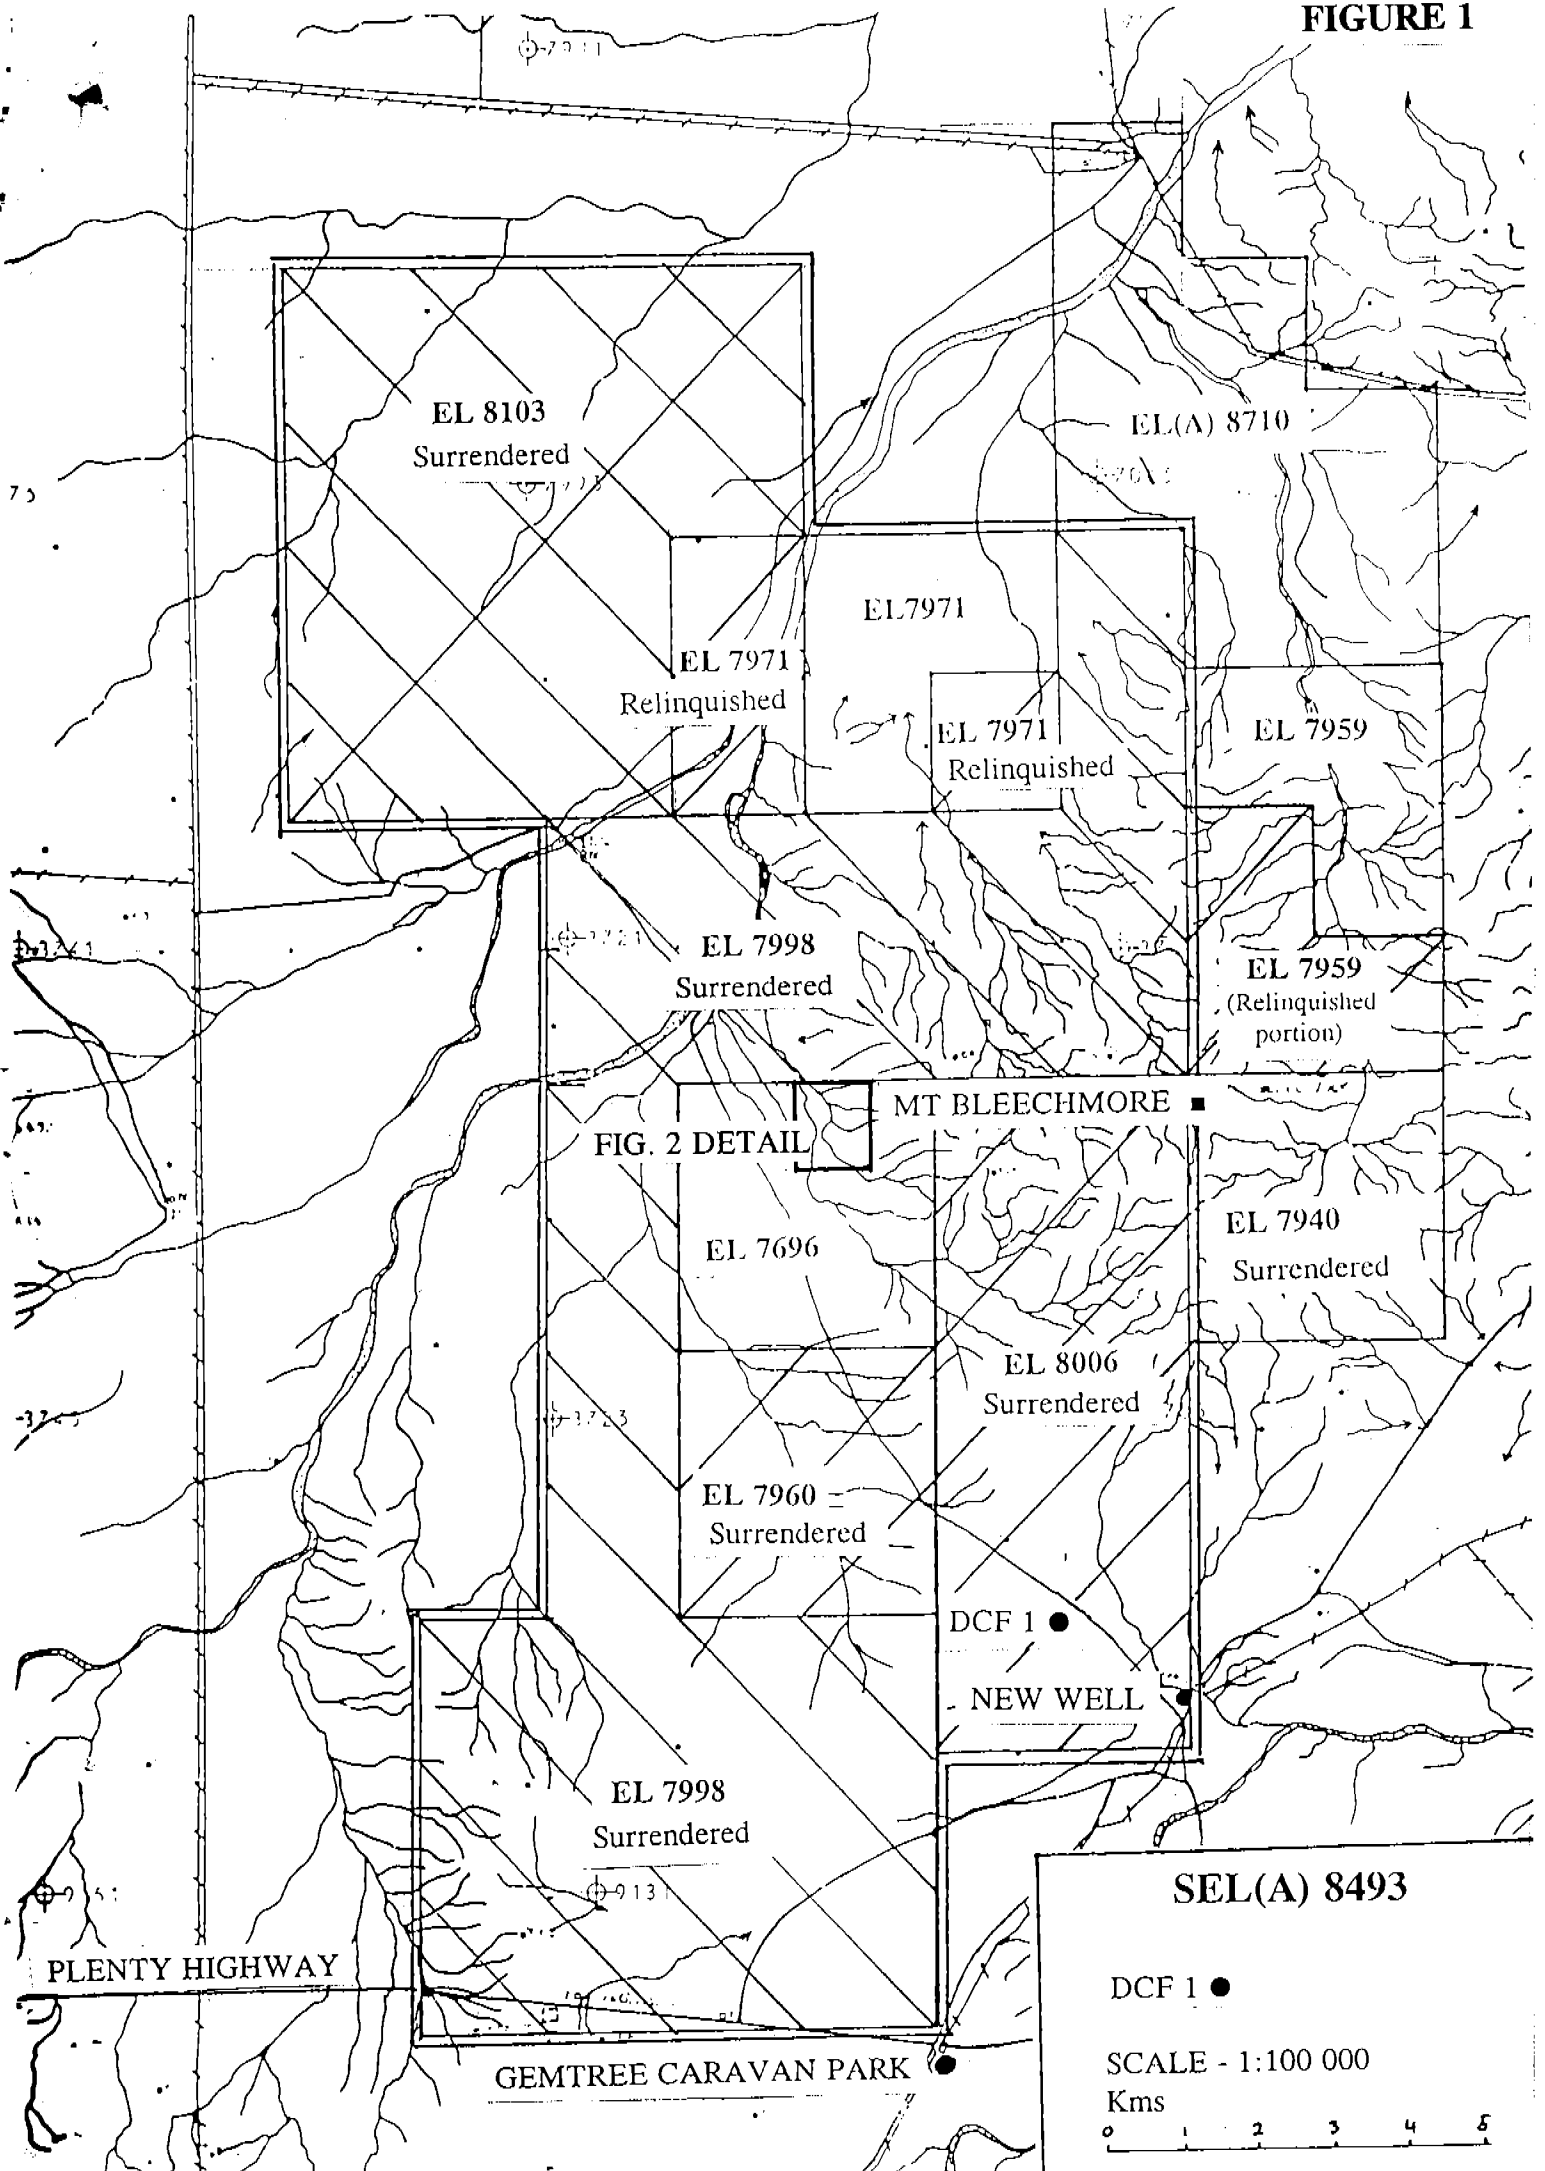 FIGURE 1
EL 8103
Surrendered
EL(A) 8710
EL7971
EL 7971
Relinquished
EL 7971
Relinquished
EL 7959
EL 7998
Surrendered
EL 7959
(Relinquished
portion)
MT BLEECHMORE
FIG. 2 DETAIL
EL 7696
EL 7940
Surrendered
EL 8006
Surrendered
EL 7960
Surrendered
DCF 1
NEW WELL
EL 7998
Surrendered
PLENTY HIGHWAY
GEMTREE CARAVAN PARK
SEL(A) 8493
DCF 1
SCALE - 1:100 000
Kms
0 1 2 3 4 5